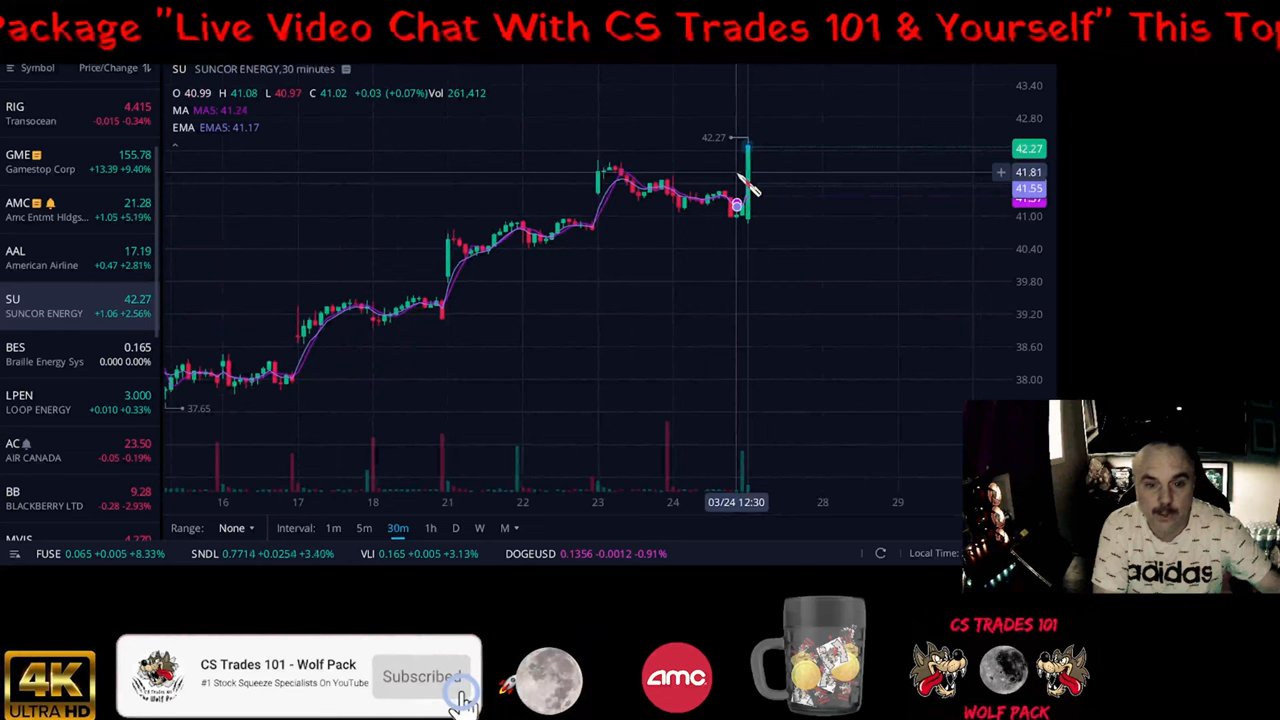 Package "Live Video Chat With CS Trades 101 & Yourself" This Top
Symbol Price/Change
RIG 4.415
Transocean -0.015 -0.34%
GME 155.78
Gamestop Corp +13.39 +9.40%
AMC 21.28
Amc Entmt Hldgs... +1.05 +5.19%
AAL 17.19
American Airline +0.47 +2.81%
SU 42.27
SUNCOR ENERGY +1.06 +2.56%
BES 0.165
Braille Energy Sys 0.000 0.00%
LPEN 3.000
LOOP ENERGY +0.010 +0.33%
AC 23.50
AIR CANADA -0.05 -0.19%
BB 9.28
BLACKBERRY LTD -0.28 -2.93%
MVIS 4.270
SU SUNCOR ENERGY,30 minutes
O 40.99 H 41.08 L 40.97 C 41.02 +0.03 (+0.07%) Vol 261,412
MA MA5: 41.24
EMA EMA5: 41.17
42.27
37.65
43.40
42.80
42.27
41.81
41.55
41.00
40.40
39.80
39.20
38.60
38.00
16 17 18 21 22 23 24 03/24 12:30 28 29
Range: None Interval: 1m 5m 30m 1h D W M
FUSE 0.065 +0.005 +8.33% SNDL 0.7714 +0.0254 +3.40% VLI 0.165 +0.005 +3.13% DOGEUSD 0.1356 -0.0012 -0.91% Local Time:
adidas
4K
ULTRA HD
CS Trades 101 - Wolf Pack
#1 Stock Squeeze Specialists On YouTube
Subscribed
amc
CS TRADES 101
WOLF PACK